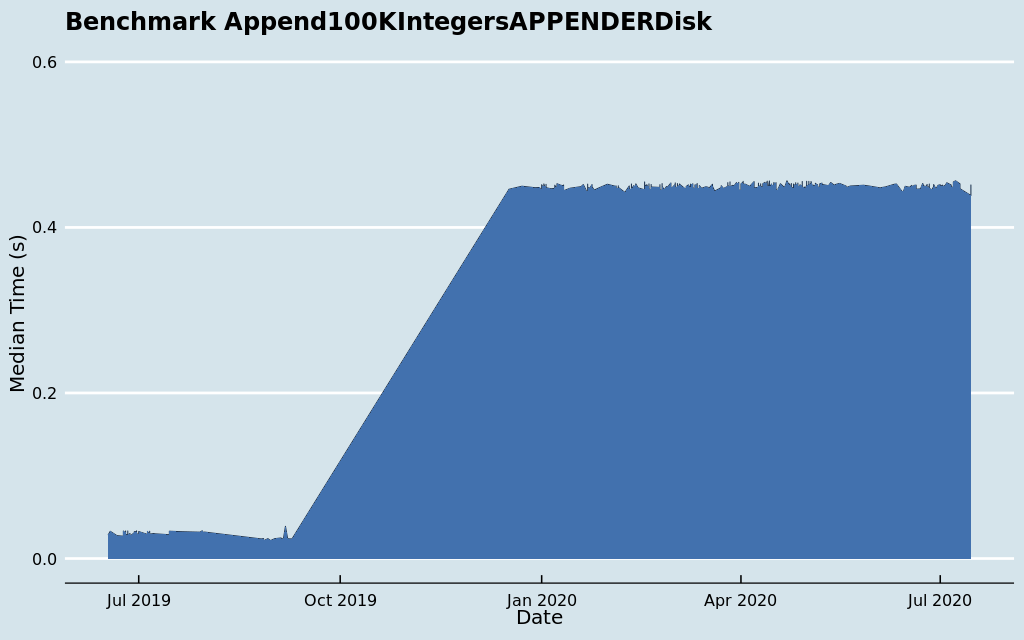 Benchmark Append100KIntegersAPPENDERDisk
0.6
0.4
0.2
0.0
Median Time (s)
Jul 2019 Oct 2019 Jan 2020 Apr 2020 Jul 2020
Date